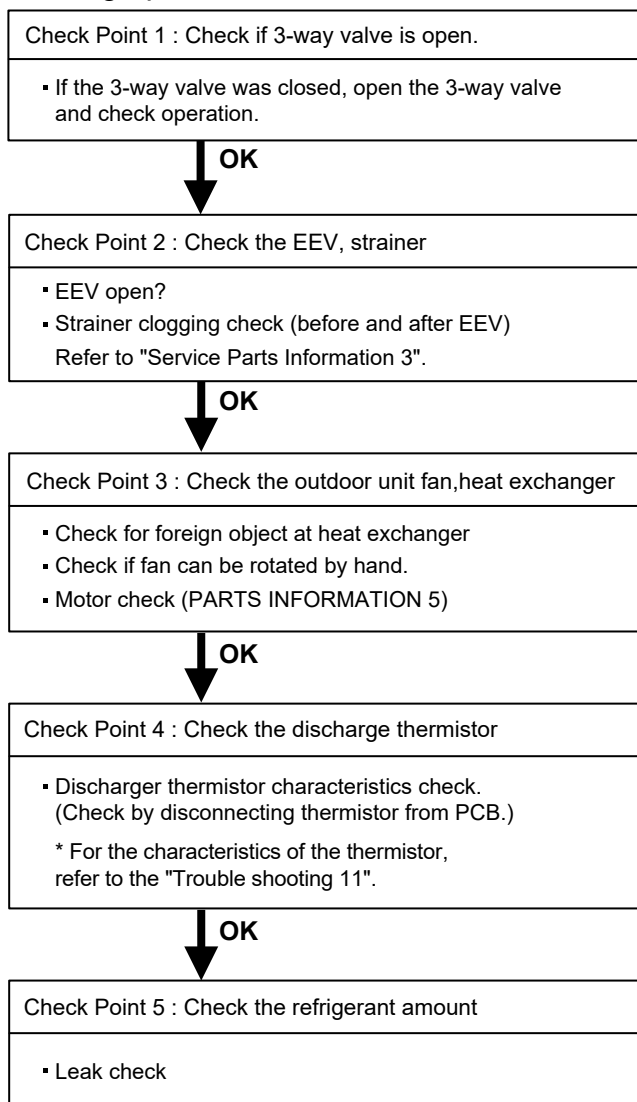 Check Point 1 : Check if 3-way valve is open.
▪ If the 3-way valve was closed, open the 3-way valve
and check operation.
OK
Check Point 2 : Check the EEV, strainer
▪ EEV open?
▪ Strainer clogging check (before and after EEV)
Refer to "Service Parts Information 3".
OK
Check Point 3 : Check the outdoor unit fan,heat exchanger
▪ Check for foreign object at heat exchanger
▪ Check if fan can be rotated by hand.
▪ Motor check (PARTS INFORMATION 5)
OK
Check Point 4 : Check the discharge thermistor
▪ Discharger thermistor characteristics check.
(Check by disconnecting thermistor from PCB.)
* For the characteristics of the thermistor,
refer to the "Trouble shooting 11".
OK
Check Point 5 : Check the refrigerant amount
▪ Leak check